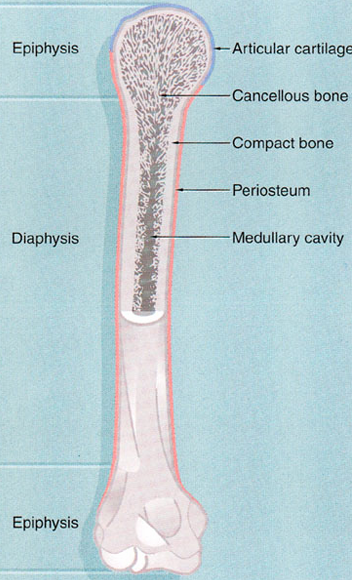 Epiphysis
Articular cartilage
Cancellous bone
Compact bone
Periosteum
Diaphysis
Medullary cavity
Epiphysis